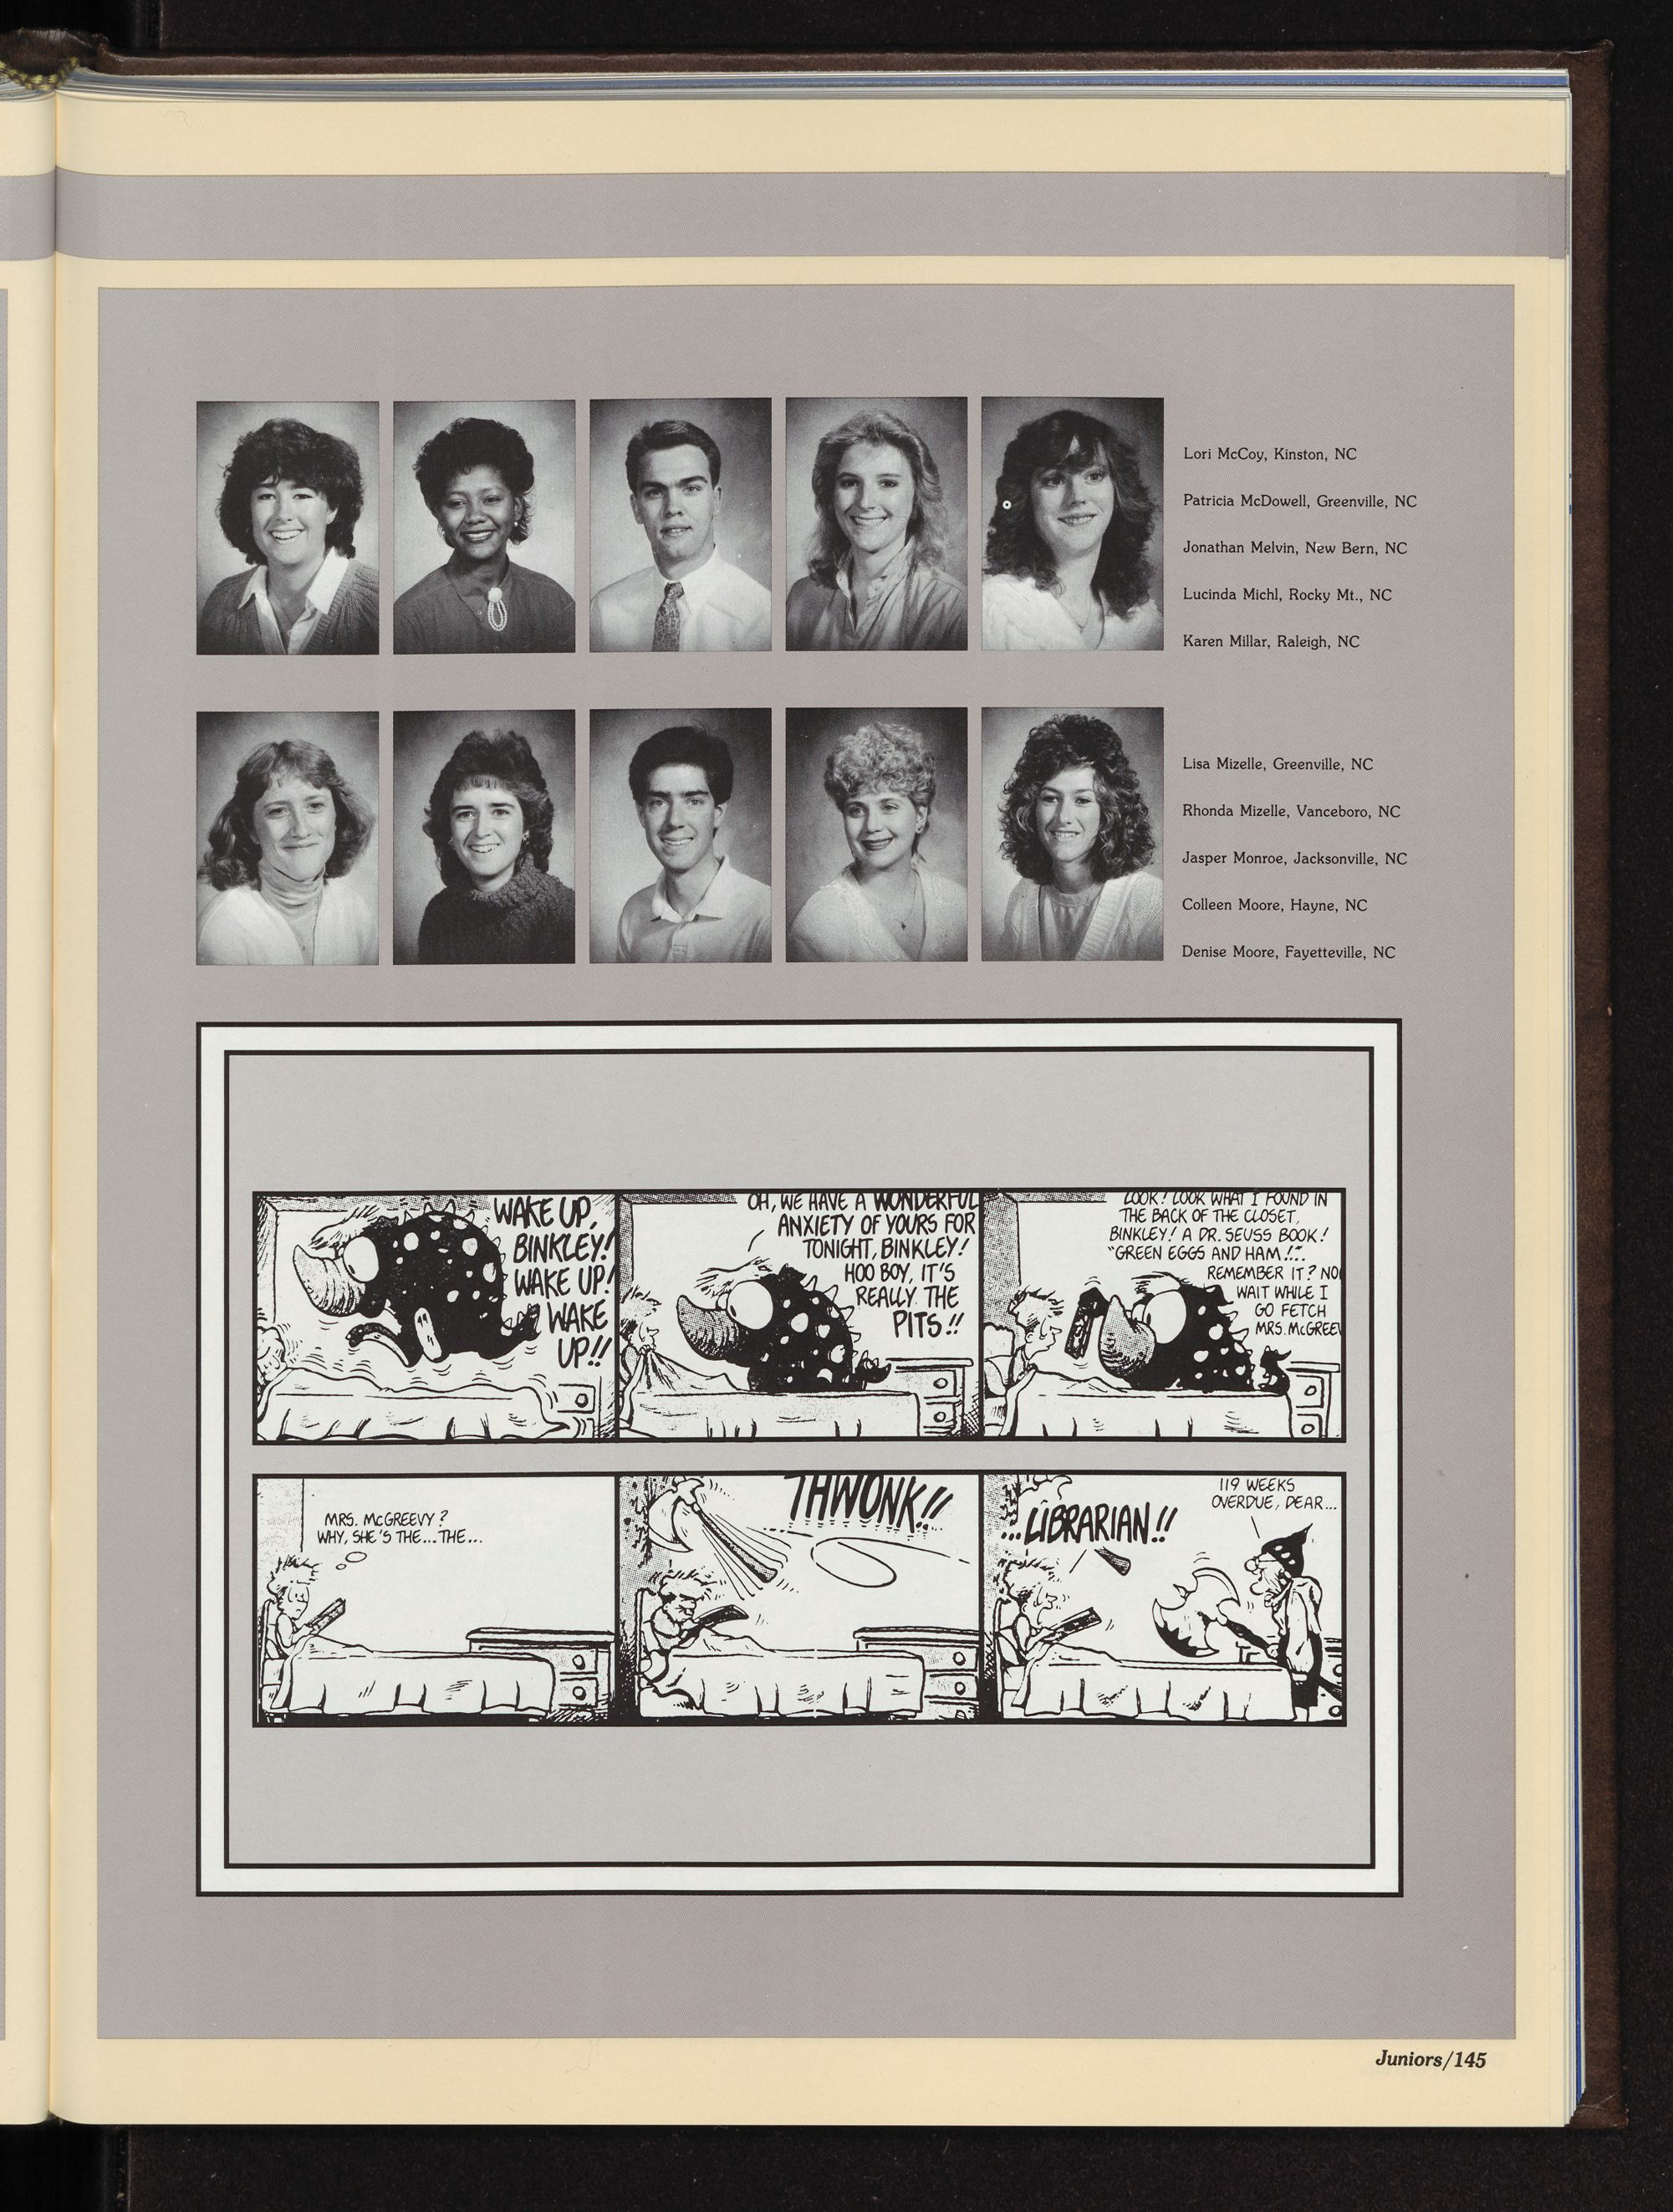 Lori McCoy, Kinston, NC
Patricia McDowell, Greenville, NC
Jonathan Melvin, New Bern, NC
Lucinda Michl, Rocky Mt., NC
Karen Millar, Raleigh, NC
Lisa Mizelle, Greenville, NC
Rhonda Mizelle, Vanceboro, NC
Jasper Monroe, Jacksonville, NC
Colleen Moore, Hayne, NC
Denise Moore, Fayetteville, NC
WAKE UP,
BINKLEY!
WAKE UP!
WAKE
UP!!
OH, WE HAVE A WONDERFUL
ANXIETY OF YOURS FOR
TONIGHT, BINKLEY!
HOO BOY, IT'S
REALLY THE
PITS!!
LOOK! LOOK WHAT I FOUND IN
THE BACK OF THE CLOSET,
BINKLEY! A DR. SEUSS BOOK!
"GREEN EGGS AND HAM!"...
REMEMBER IT? NO
WAIT WHILE I
GO FETCH
MRS. McGREE
MRS. McGREEVY?
WHY, SHE'S THE...THE...
THWONK!!
...LIBRARIAN!!
119 WEEKS
OVERDUE, DEAR...
Juniors/145